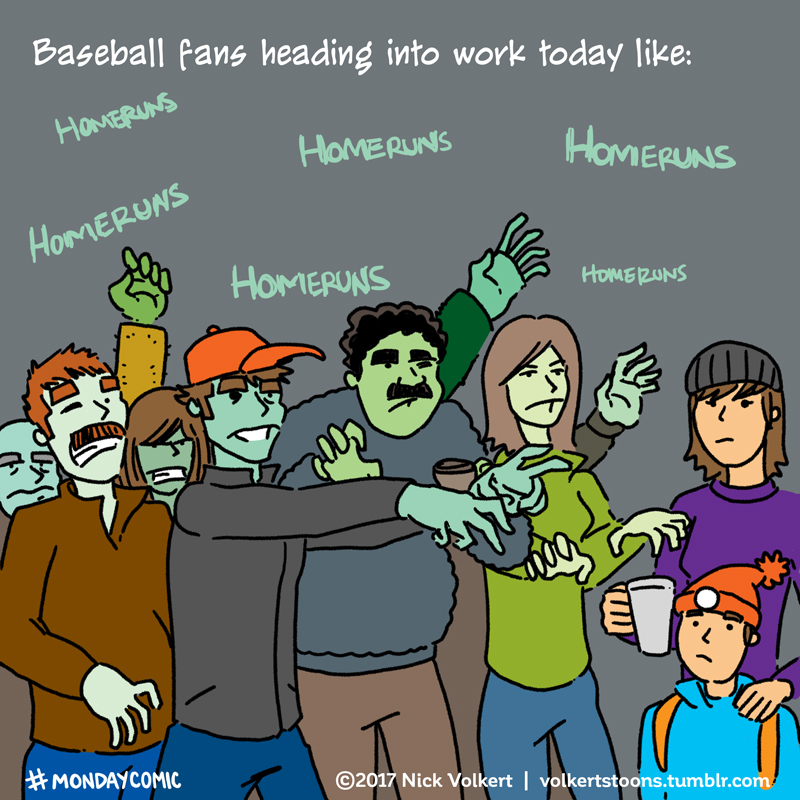 Baseball fans heading into work today like:
HOMERUNS
HOMERUNS
HOMERUNS
HOMERUNS
HOMERUNS
HOMERUNS
#MONDAYCOMIC
©2017 Nick Volkert | volkertstoons.tumblr.com